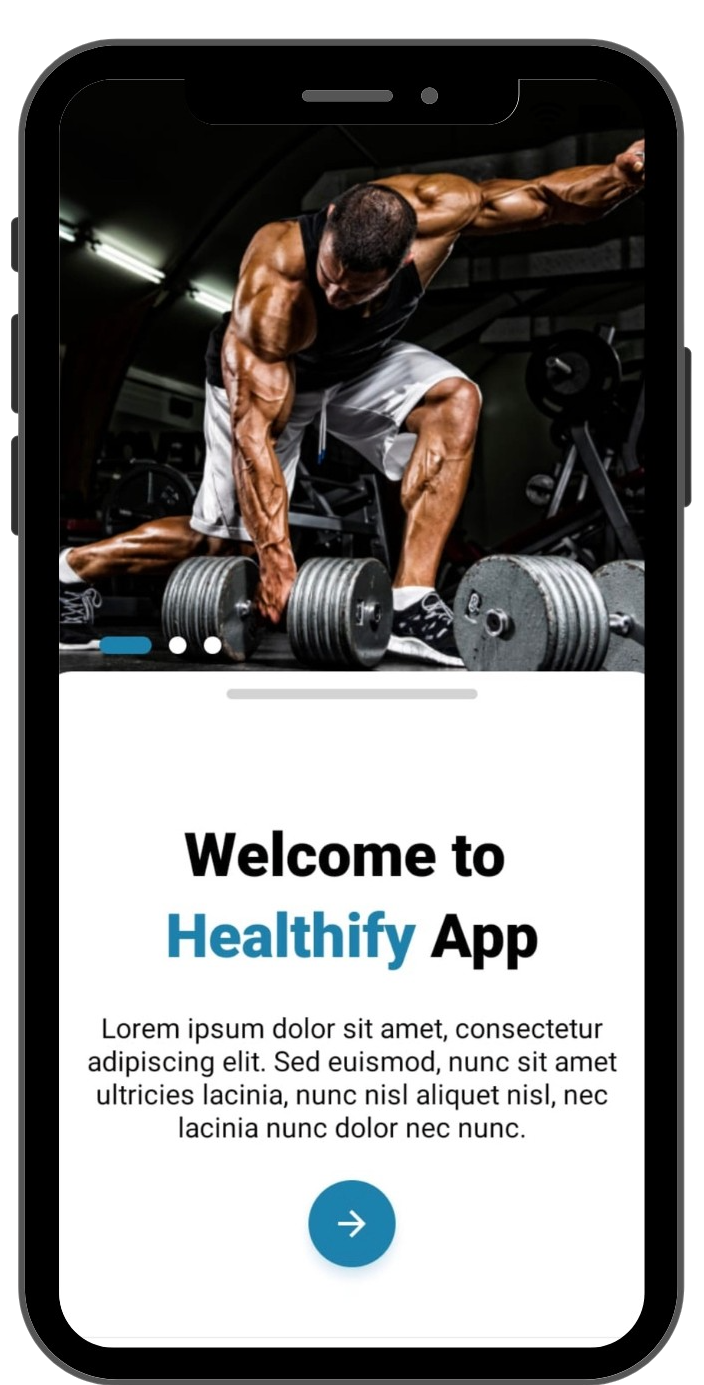 Welcome to
Healthify App
Lorem ipsum dolor sit amet, consectetur
adipiscing elit. Sed euismod, nunc sit amet
ultricies lacinia, nunc nisl aliquet nisl, nec
lacinia nunc dolor nec nunc.